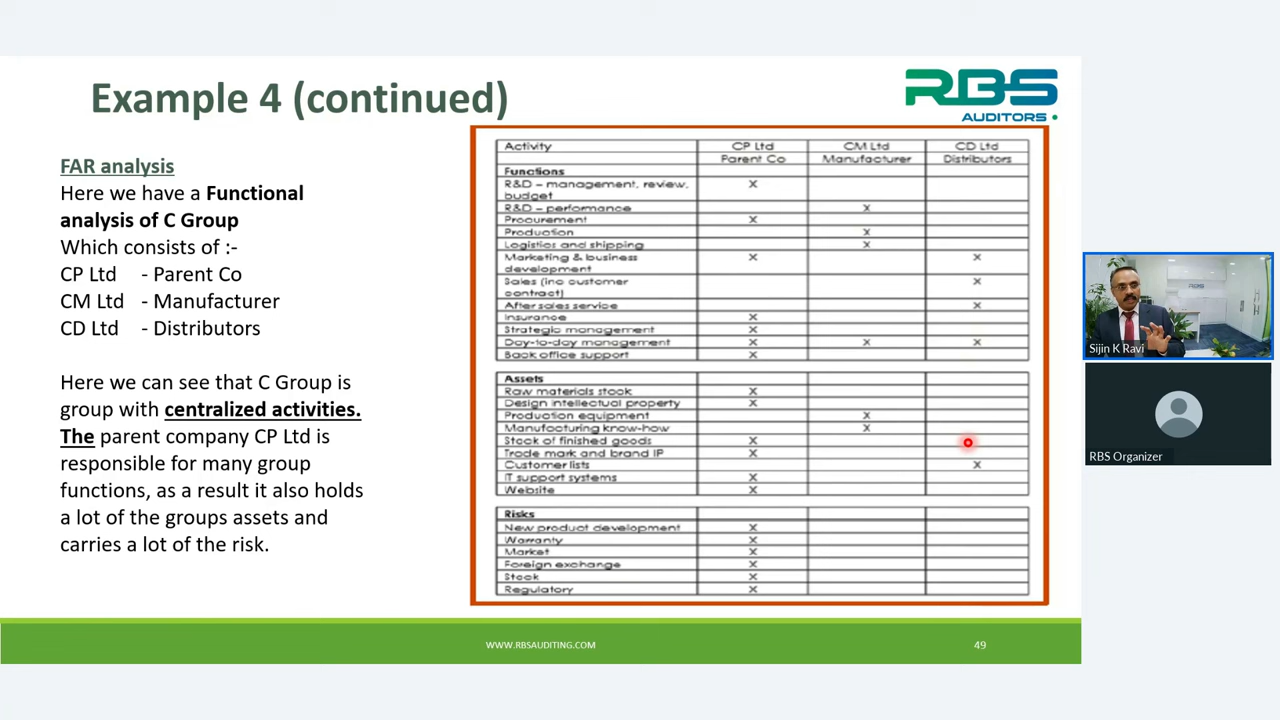 Example 4 (continued)
RBS
AUDITORS
FAR analysis
Here we have a Functional
analysis of C Group
Which consists of :-
CP Ltd - Parent Co
CM Ltd - Manufacturer
CD Ltd - Distributors
Here we can see that C Group is
group with centralized activities.
The parent company CP Ltd is
responsible for many group
functions, as a result it also holds
a lot of the groups assets and
carries a lot of the risk.
Activity CP Ltd CM Ltd CD Ltd
Parent Co Manufacturer Distributors
Functions
R&D – management, review, X
budget
R&D – performance X
Procurement X
Production X
Logistics and shipping X
Marketing & business X X
development
Sales (inc customer X
contract)
After sales service X
Insurance X
Strategic management X
Day-to-day management X X X
Back office support X
Assets
Raw materials stock X
Design intellectual property X
Production equipment X
Manufacturing know-how X
Stock of finished goods X
Trade mark and brand IP X
Customer lists X
IT support systems X
Website X
Risks
New product development X
Warranty X
Market X
Foreign exchange X
Stock X
Regulatory X
WWW.RBSAUDITING.COM
49
RBS
Sijin K Ravi
RBS Organizer